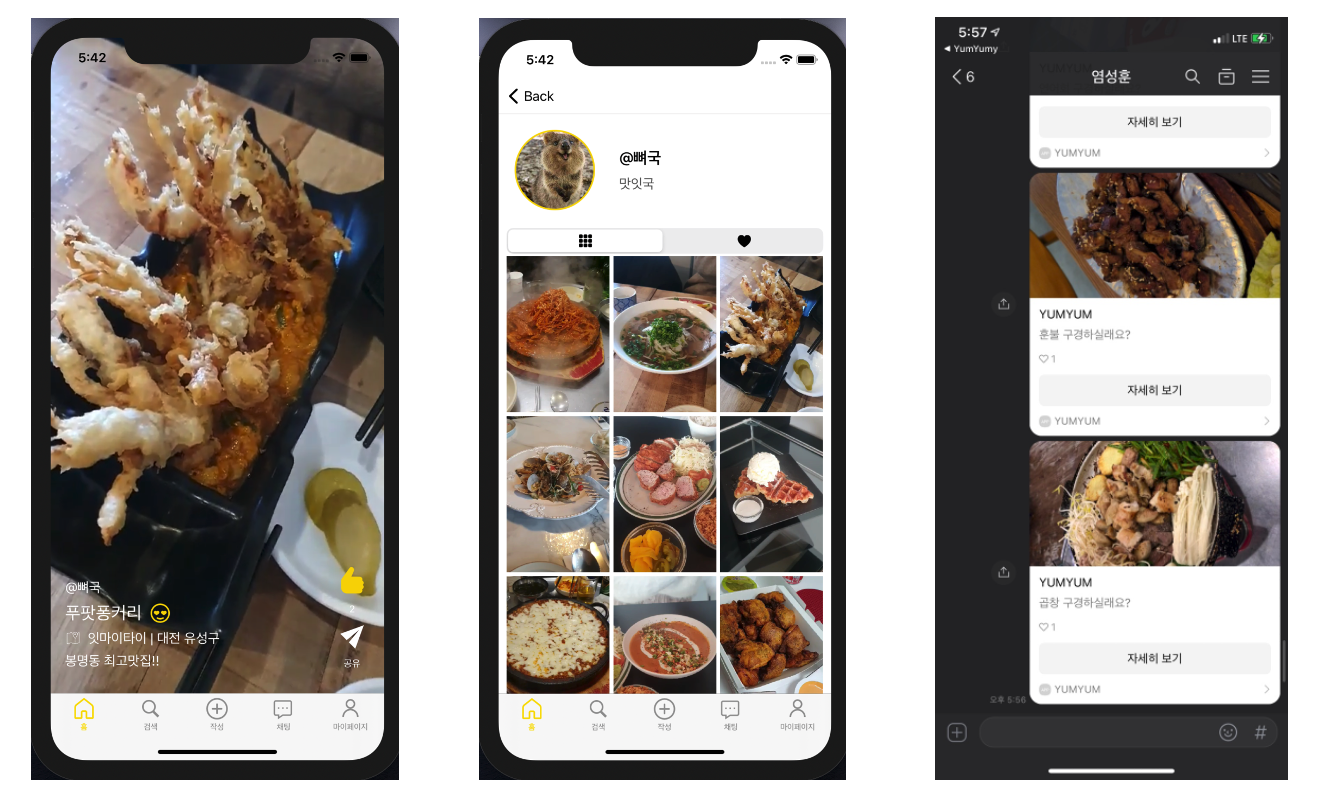 5:42
@뼈국
푸팟퐁커리
잇마이타이 | 대전 유성구
봉명동 최고맛집!!
2
공유
홈
검색
작성
채팅
마이페이지
5:42
Back
@뼈국
맛잇국
홈
검색
작성
채팅
마이페이지
5:57
LTE
YumYumy
6
염성훈
자세히 보기
YUMYUM
YUMYUM
훈불 구경하실래요?
1
자세히 보기
YUMYUM
YUMYUM
곱창 구경하실래요?
1
자세히 보기
YUMYUM
오후 5:56
#